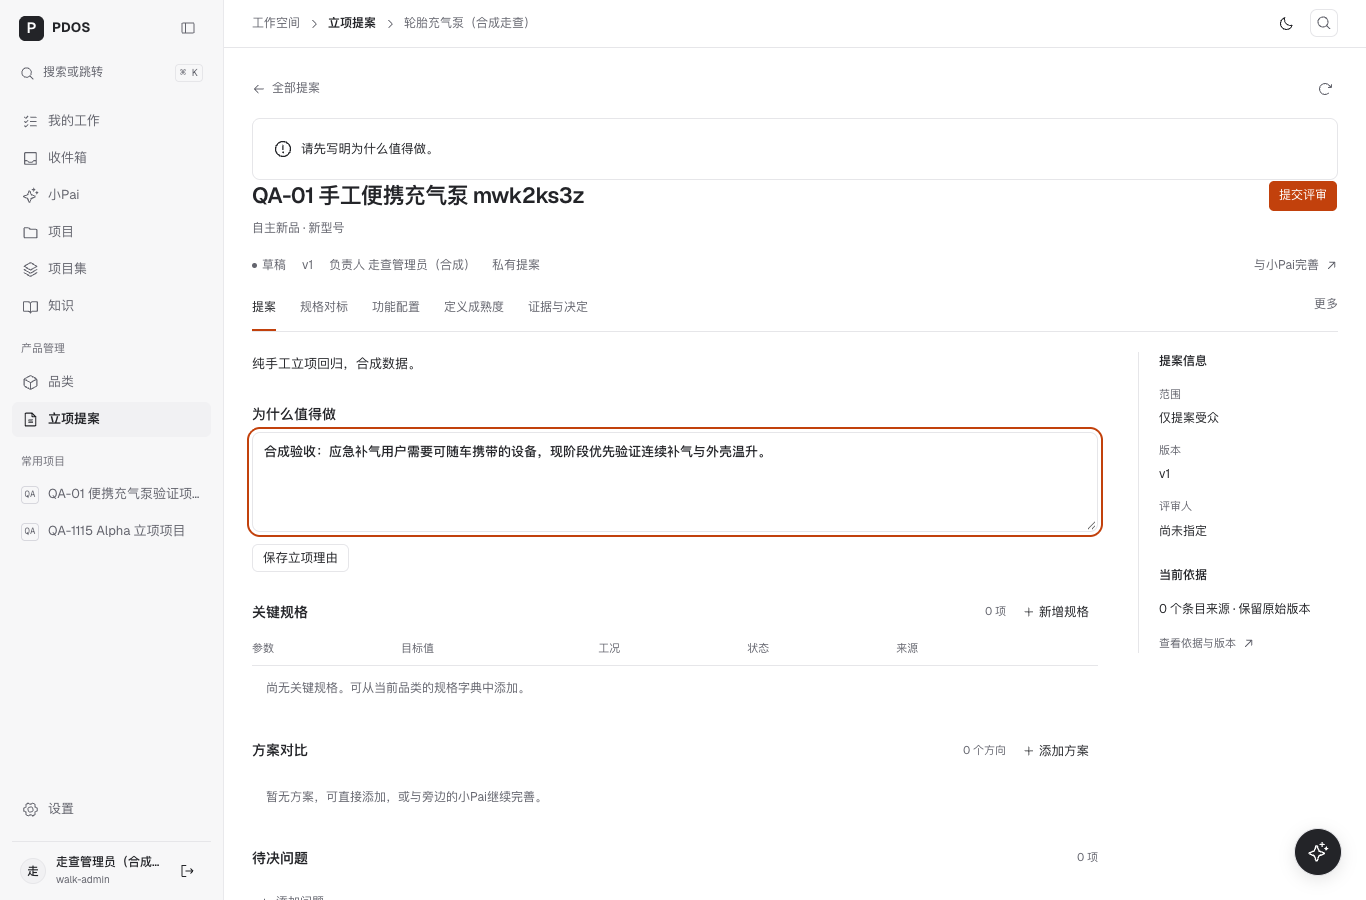 P PDOS
搜索或跳转 ⌘ K
我的工作
收件箱
小Pai
项目
项目集
知识
产品管理
品类
立项提案
常用项目
QA QA-01 便携充气泵验证项...
QA QA-1115 Alpha 立项项目
设置
走 走查管理员（合成...
walk-admin
工作空间 > 立项提案 > 轮胎充气泵（合成走查）
全部提案
请先写明为什么值得做。
QA-01 手工便携充气泵 mwk2ks3z
提交评审
自主新品 · 新型号
草稿 v1 负责人 走查管理员（合成） 私有提案
与小Pai完善
提案 规格对标 功能配置 定义成熟度 证据与决定
更多
纯手工立项回归，合成数据。
为什么值得做
合成验收：应急补气用户需要可随车携带的设备，现阶段优先验证连续补气与外壳温升。
保存立项理由
关键规格 0 项 + 新增规格
参数 目标值 工况 状态 来源
尚无关键规格。可从当前品类的规格字典中添加。
方案对比 0 个方向 + 添加方案
暂无方案，可直接添加，或与旁边的小Pai继续完善。
待决问题 0 项
+ 添加问题
提案信息
范围
仅提案受众
版本
v1
评审人
尚未指定
当前依据
0 个条目来源 · 保留原始版本
查看依据与版本